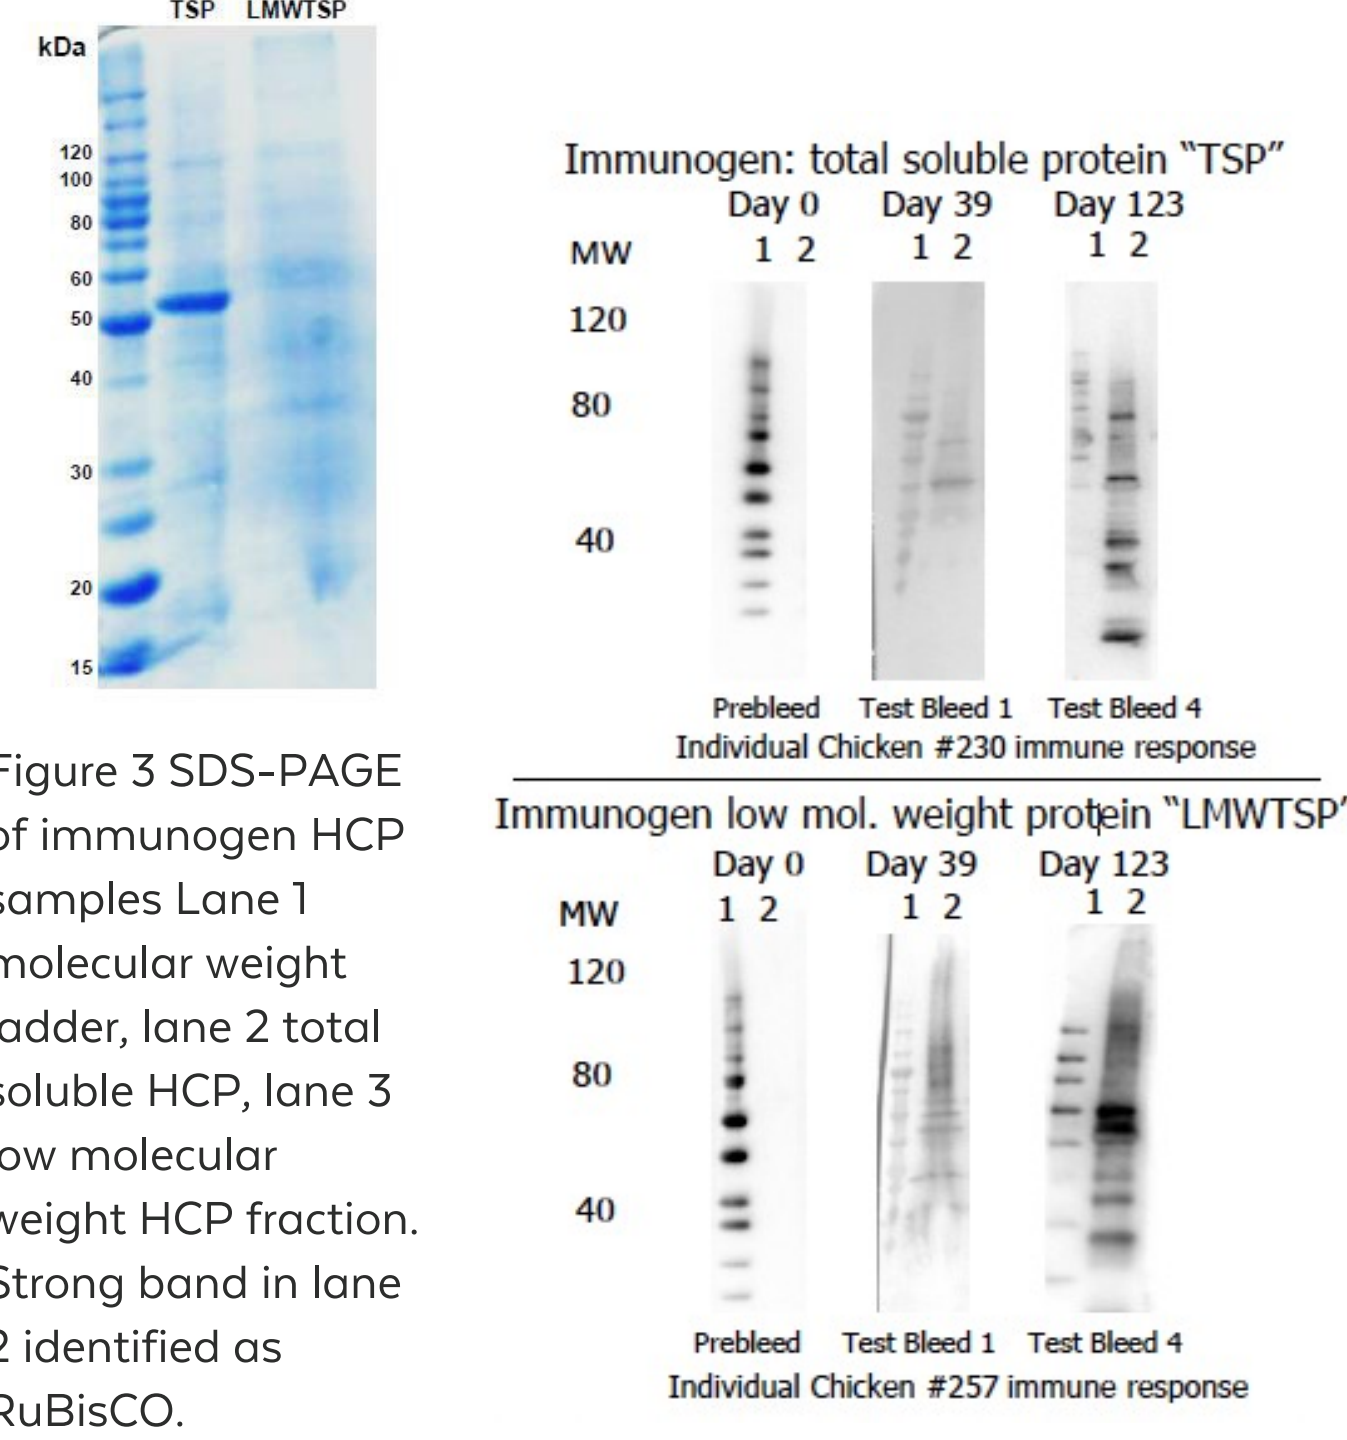 TSP LMWTSP
kDa
120
100
80
60
50
40
30
20
15
Figure 3 SDS-PAGE
of immunogen HCP
samples Lane 1
molecular weight
ladder, lane 2 total
soluble HCP, lane 3
low molecular
weight HCP fraction.
Strong band in lane
2 identified as
RuBisCO.
Immunogen: total soluble protein “TSP”
Day 0 Day 39 Day 123
MW 1 2 1 2 1 2
120
80
40
Prebleed Test Bleed 1 Test Bleed 4
Individual Chicken #230 immune response
Immunogen low mol. weight protein “LMWTSP”
Day 0 Day 39 Day 123
MW 1 2 1 2 1 2
120
80
40
Prebleed Test Bleed 1 Test Bleed 4
Individual Chicken #257 immune response